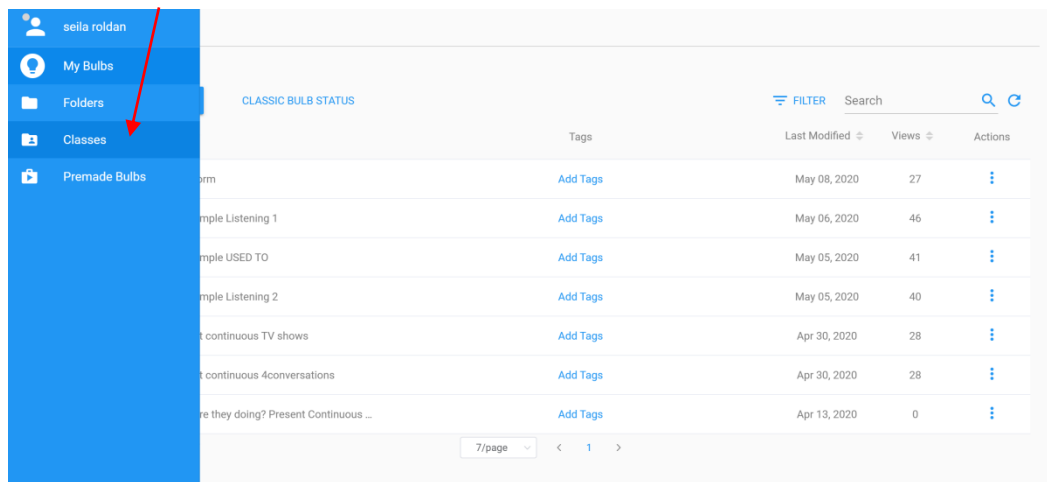 seila roldan
My Bulbs
Folders
Classes
Premade Bulbs
CLASSIC BULB STATUS
FILTER Search
Tags Last Modified Views Actions
orm Add Tags May 08, 2020 27
mple Listening 1 Add Tags May 06, 2020 46
mple USED TO Add Tags May 05, 2020 41
mple Listening 2 Add Tags May 05, 2020 40
t continuous TV shows Add Tags Apr 30, 2020 28
t continuous 4conversations Add Tags Apr 30, 2020 28
re they doing? Present Continuous ... Add Tags Apr 13, 2020 0
7/page < 1 >